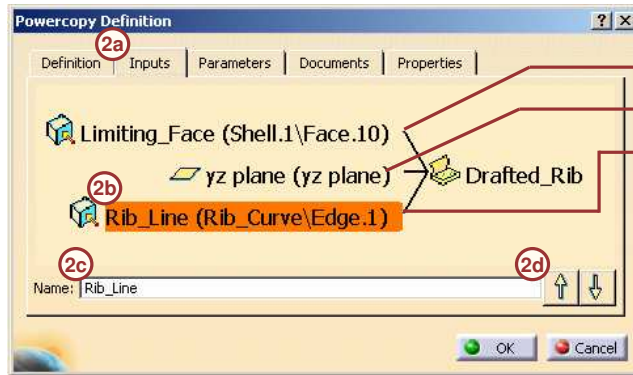 Powercopy Definition
2a
Definition Inputs Parameters Documents Properties
Limiting_Face (Shell.1\Face.10)
yz plane (yz plane)
Drafted_Rib
2b
Rib_Line (Rib_Curve\Edge.1)
2c
2d
Name: Rib_Line
OK Cancel